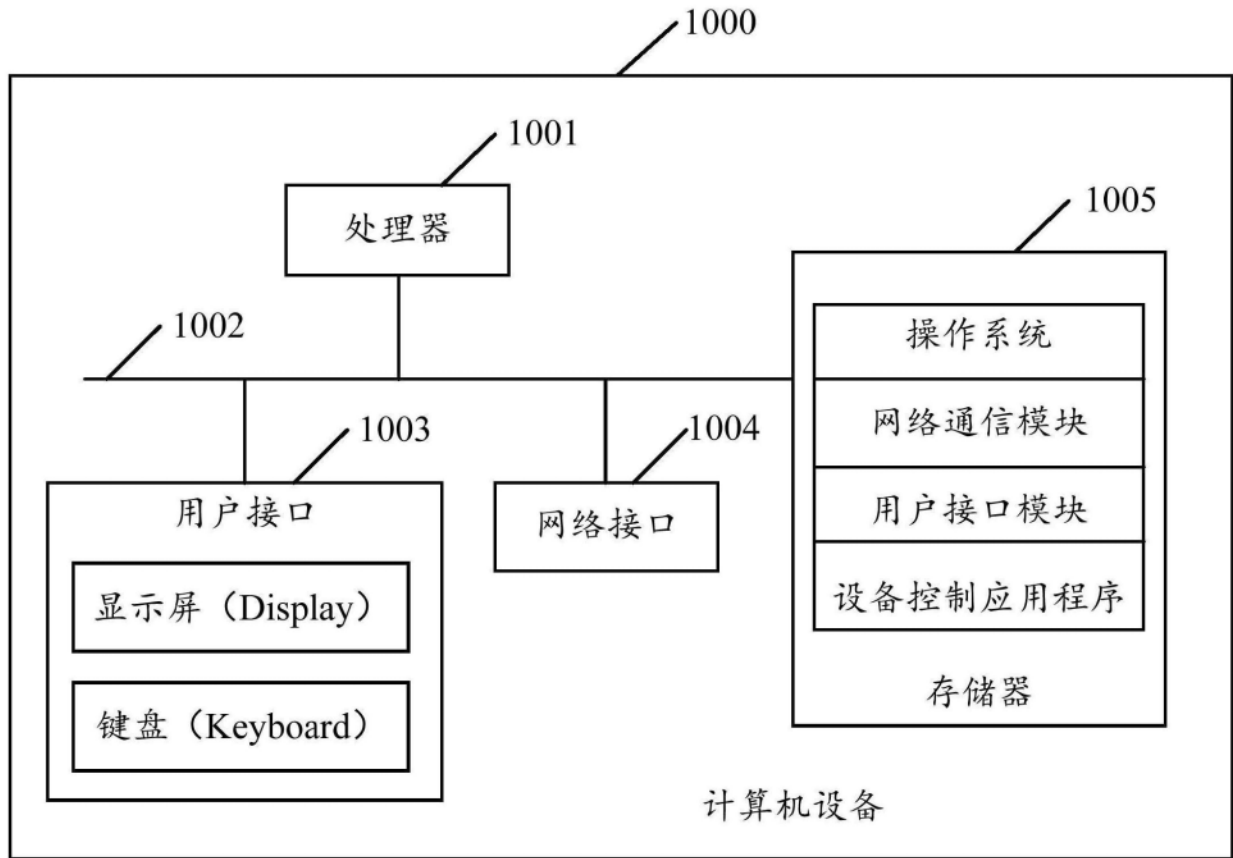 1000
1001
处理器
1005
1002
操作系统
网络通信模块
用户接口模块
设备控制应用程序
存储器
1003
用户接口
显示屏（Display）
键盘（Keyboard）
1004
网络接口
计算机设备